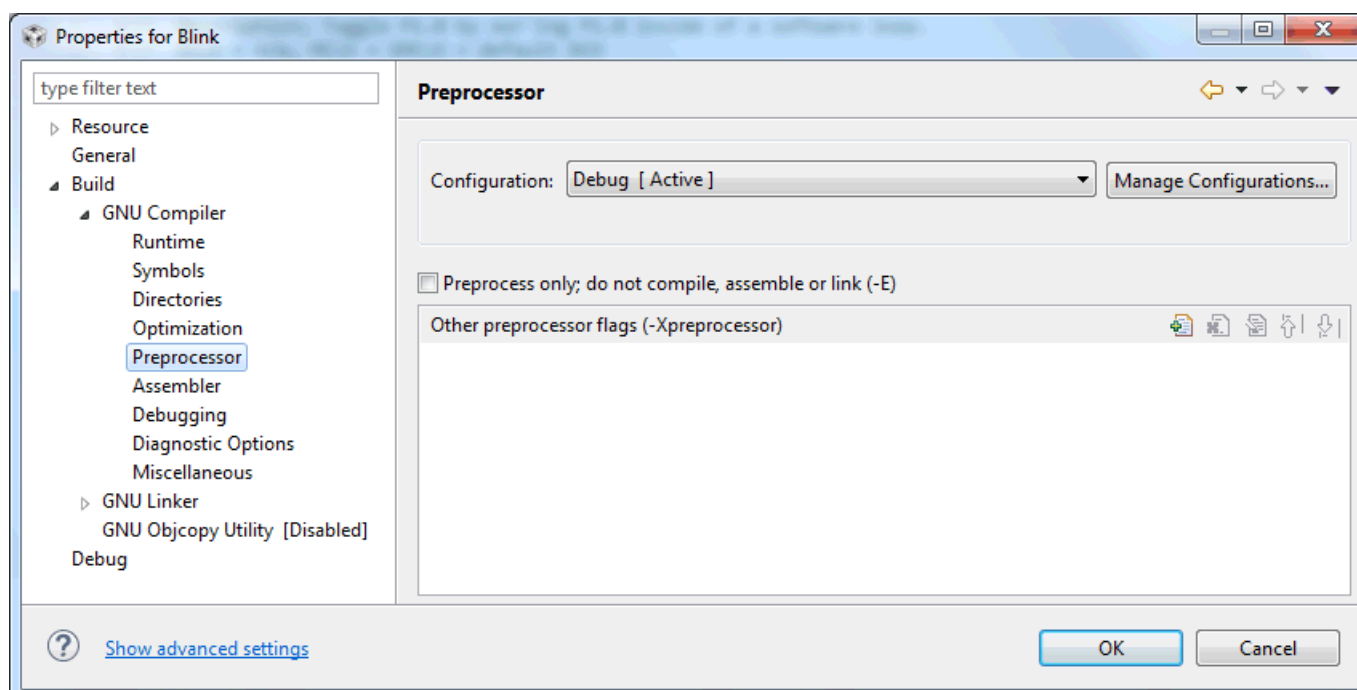 Properties for Blink
type filter text
Resource
General
Build
GNU Compiler
Runtime
Symbols
Directories
Optimization
Preprocessor
Assembler
Debugging
Diagnostic Options
Miscellaneous
GNU Linker
GNU Objcopy Utility [Disabled]
Debug
Preprocessor
Configuration: Debug [ Active ] Manage Configurations...
Preprocess only; do not compile, assemble or link (-E)
Other preprocessor flags (-Xpreprocessor)
Show advanced settings
OK Cancel